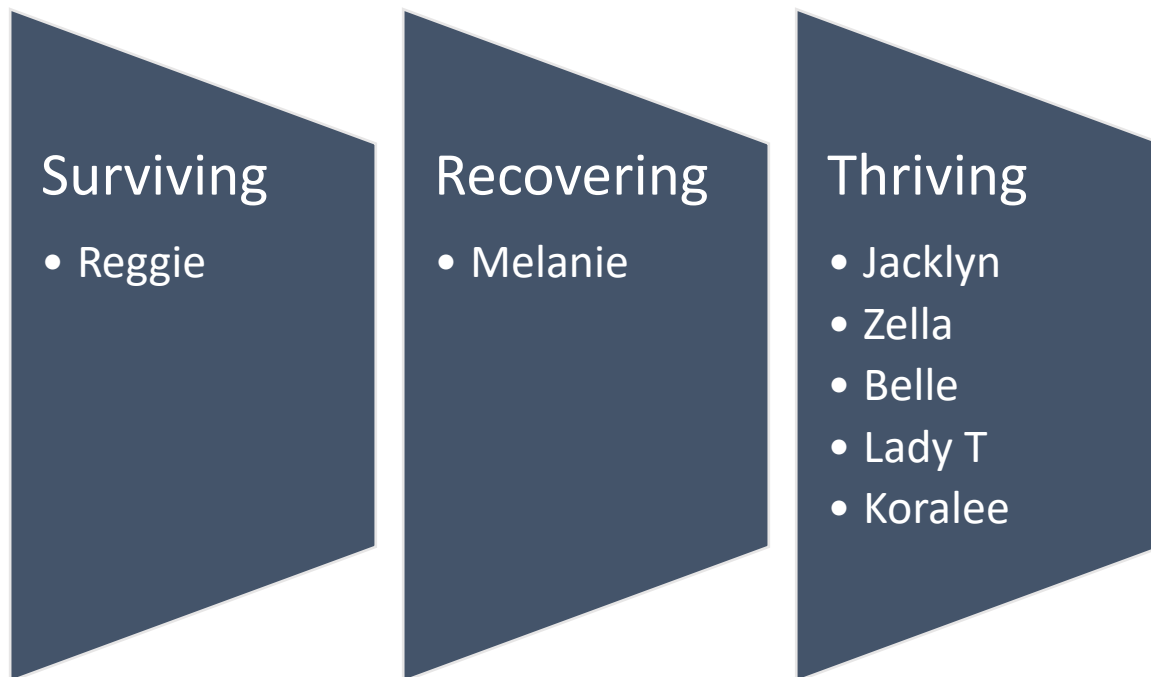 Surviving
• Reggie
Recovering
• Melanie
Thriving
• Jacklyn
• Zella
• Belle
• Lady T
• Koralee